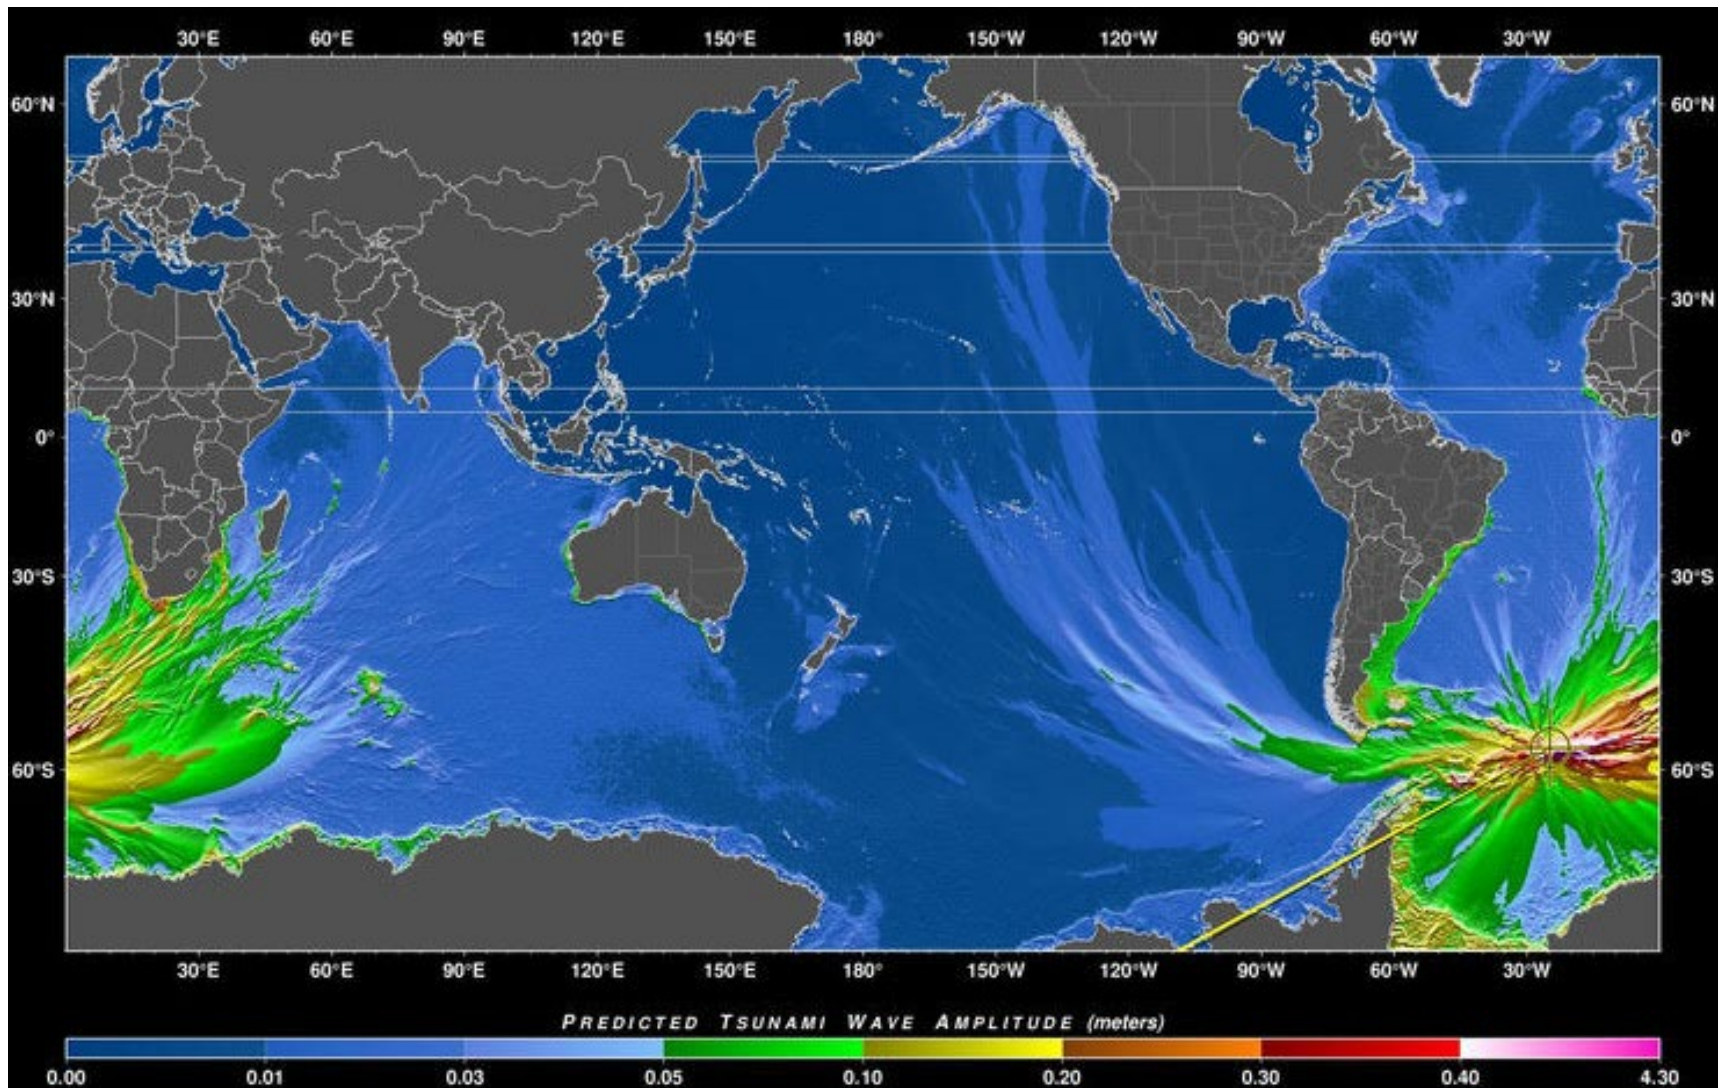 30°E 60°E 90°E 120°E 150°E 180° 150°W 120°W 90°W 60°W 30°W
60°N 60°N
30°N 30°N
0° 0°
30°S 30°S
60°S 60°S
30°E 60°E 90°E 120°E 150°E 180° 150°W 120°W 90°W 60°W 30°W
PREDICTED TSUNAMI WAVE AMPLITUDE (meters)
0.00 0.01 0.03 0.05 0.10 0.20 0.30 0.40 4.30